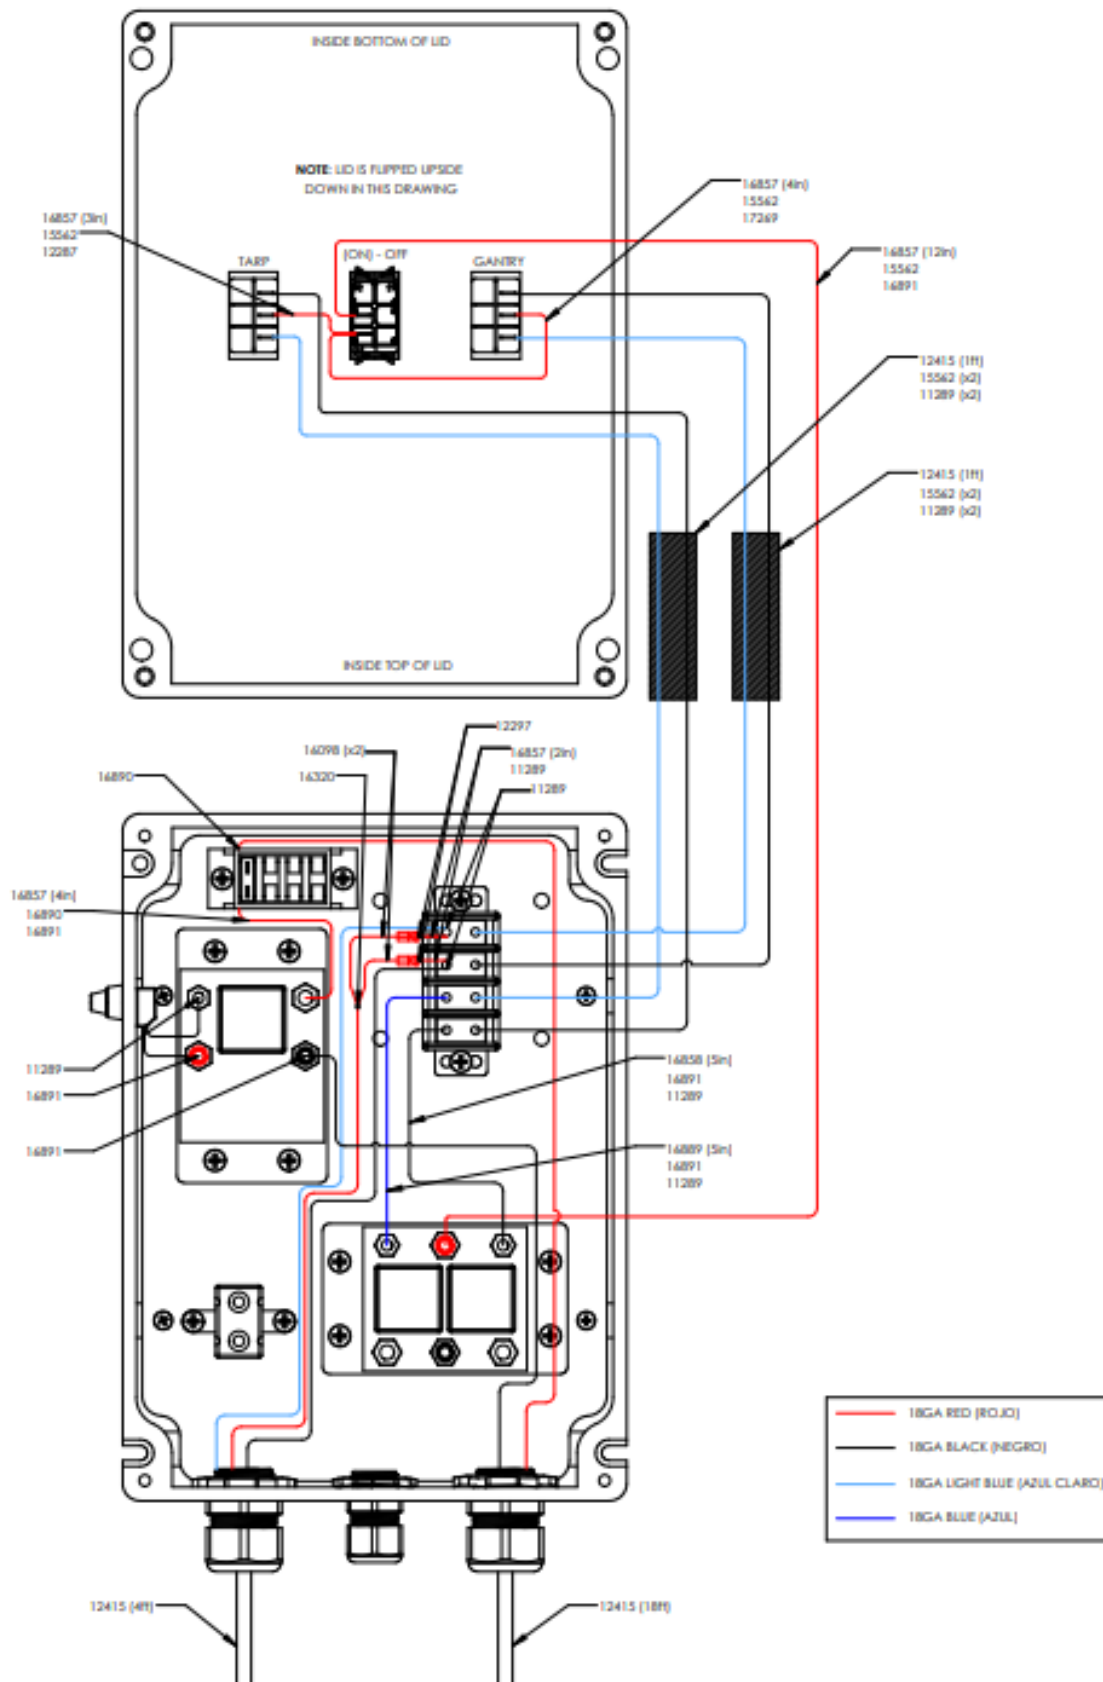 INSIDE BOTTOM OF LID
NOTE: LID IS FLIPPED UPSIDE
DOWN IN THIS DRAWING
16857 (3in)
15562
12287
16857 (4in)
15562
17269
TARP
(ON) - OFF
GANTRY
16857 (12in)
15562
16891
12415 (1ft)
15562 (x2)
11289 (x2)
12415 (1ft)
15562 (x2)
11289 (x2)
INSIDE TOP OF LID
12297
16098 (x2)
16857 (2in)
11289
16890
16320
11289
16857 (4in)
16890
16891
11289
16891
16891
16858 (5in)
16891
11289
16889 (5in)
16891
11289
18GA RED (ROJO)
18GA BLACK (NEGRO)
18GA LIGHT BLUE (AZUL CLARO)
18GA BLUE (AZUL)
12415 (4ft)
12415 (18ft)